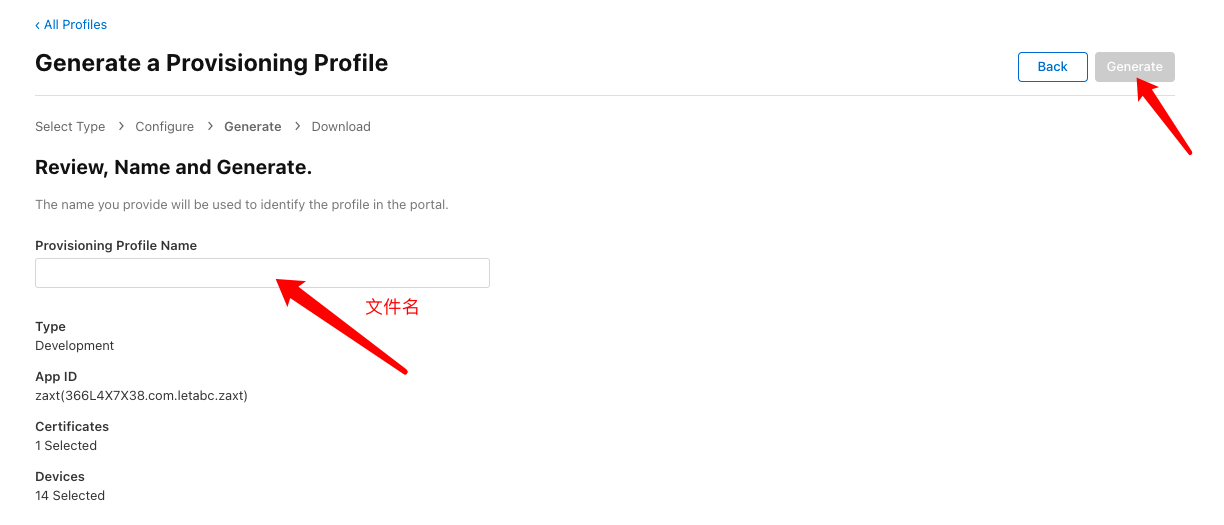 ‹ All Profiles
Generate a Provisioning Profile
Back
Generate
Select Type > Configure > Generate > Download
Review, Name and Generate.
The name you provide will be used to identify the profile in the portal.
Provisioning Profile Name
文件名
Type
Development
App ID
zaxt(366L4X7X38.com.letabc.zaxt)
Certificates
1 Selected
Devices
14 Selected